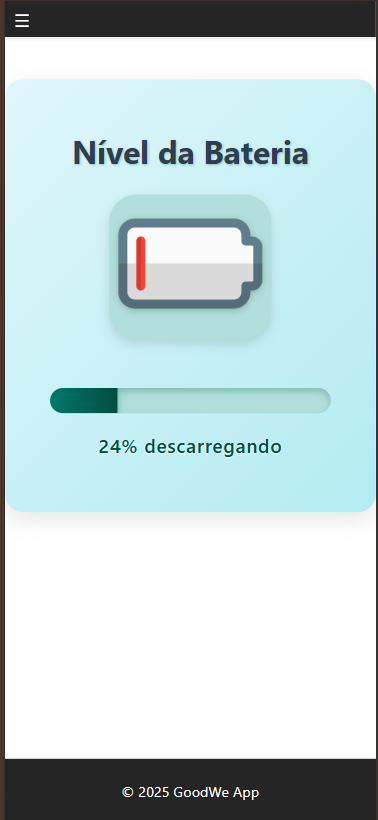 ☰
Nível da Bateria
24% descarregando
© 2025 GoodWe App